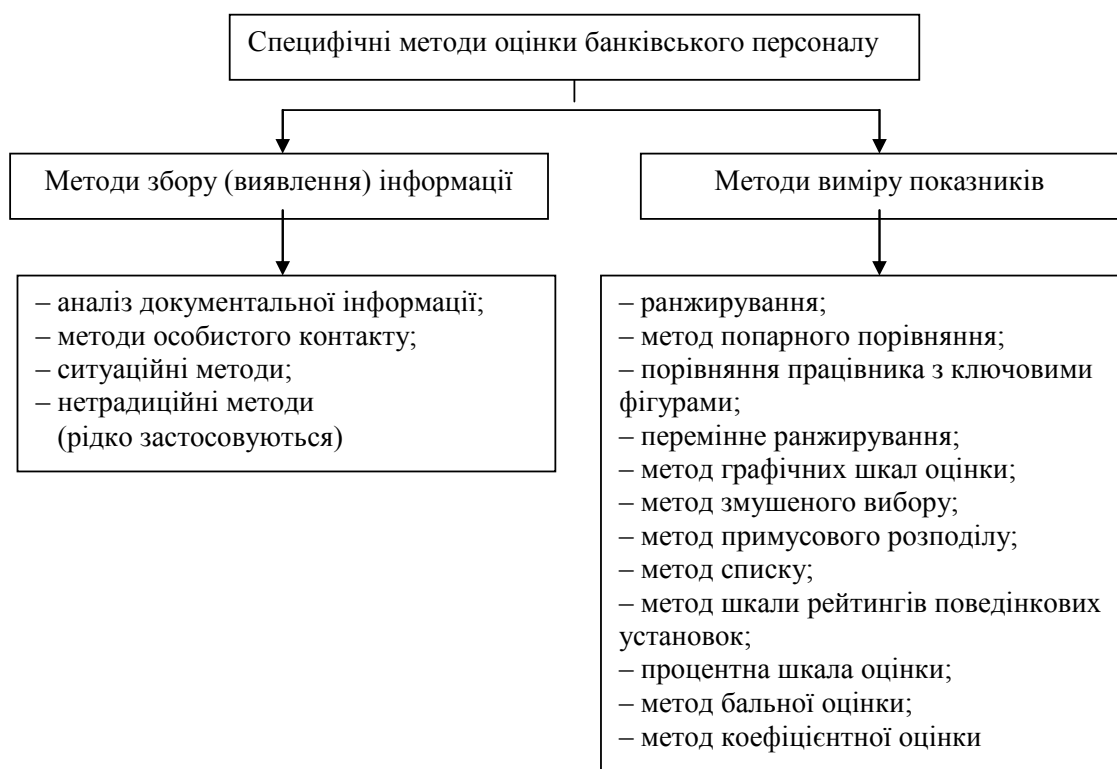 Специфічні методи оцінки банківського персоналу
Методи збору (виявлення) інформації
– аналіз документальної інформації;
– методи особистого контакту;
– ситуаційні методи;
– нетрадиційні методи
(рідко застосовуються)
Методи виміру показників
– ранжирування;
– метод попарного порівняння;
– порівняння працівника з ключовими
фігурами;
– перемінне ранжирування;
– метод графічних шкал оцінки;
– метод змушеного вибору;
– метод примусового розподілу;
– метод списку;
– метод шкали рейтингів поведінкових
установок;
– процентна шкала оцінки;
– метод бальної оцінки;
– метод коефіцієнтної оцінки